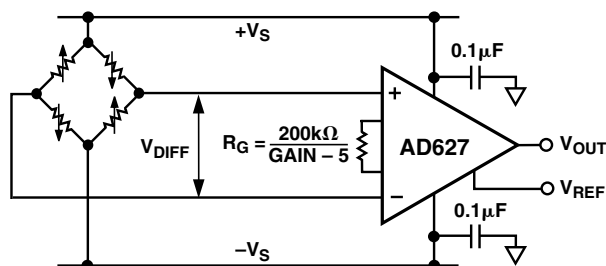 +VS
0.1µF
+
VDIFF
RG = 200kΩ
GAIN – 5
AD627
VOUT
VREF
–
0.1µF
–VS